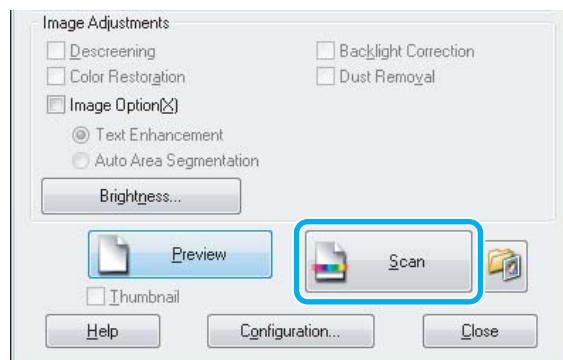 Image Adjustments
Descreening Backlight Correction
Color Restoration Dust Removal
Image Option(X)
Text Enhancement
Auto Area Segmentation
Brightness...
Preview Scan
Thumbnail
Help Configuration... Close